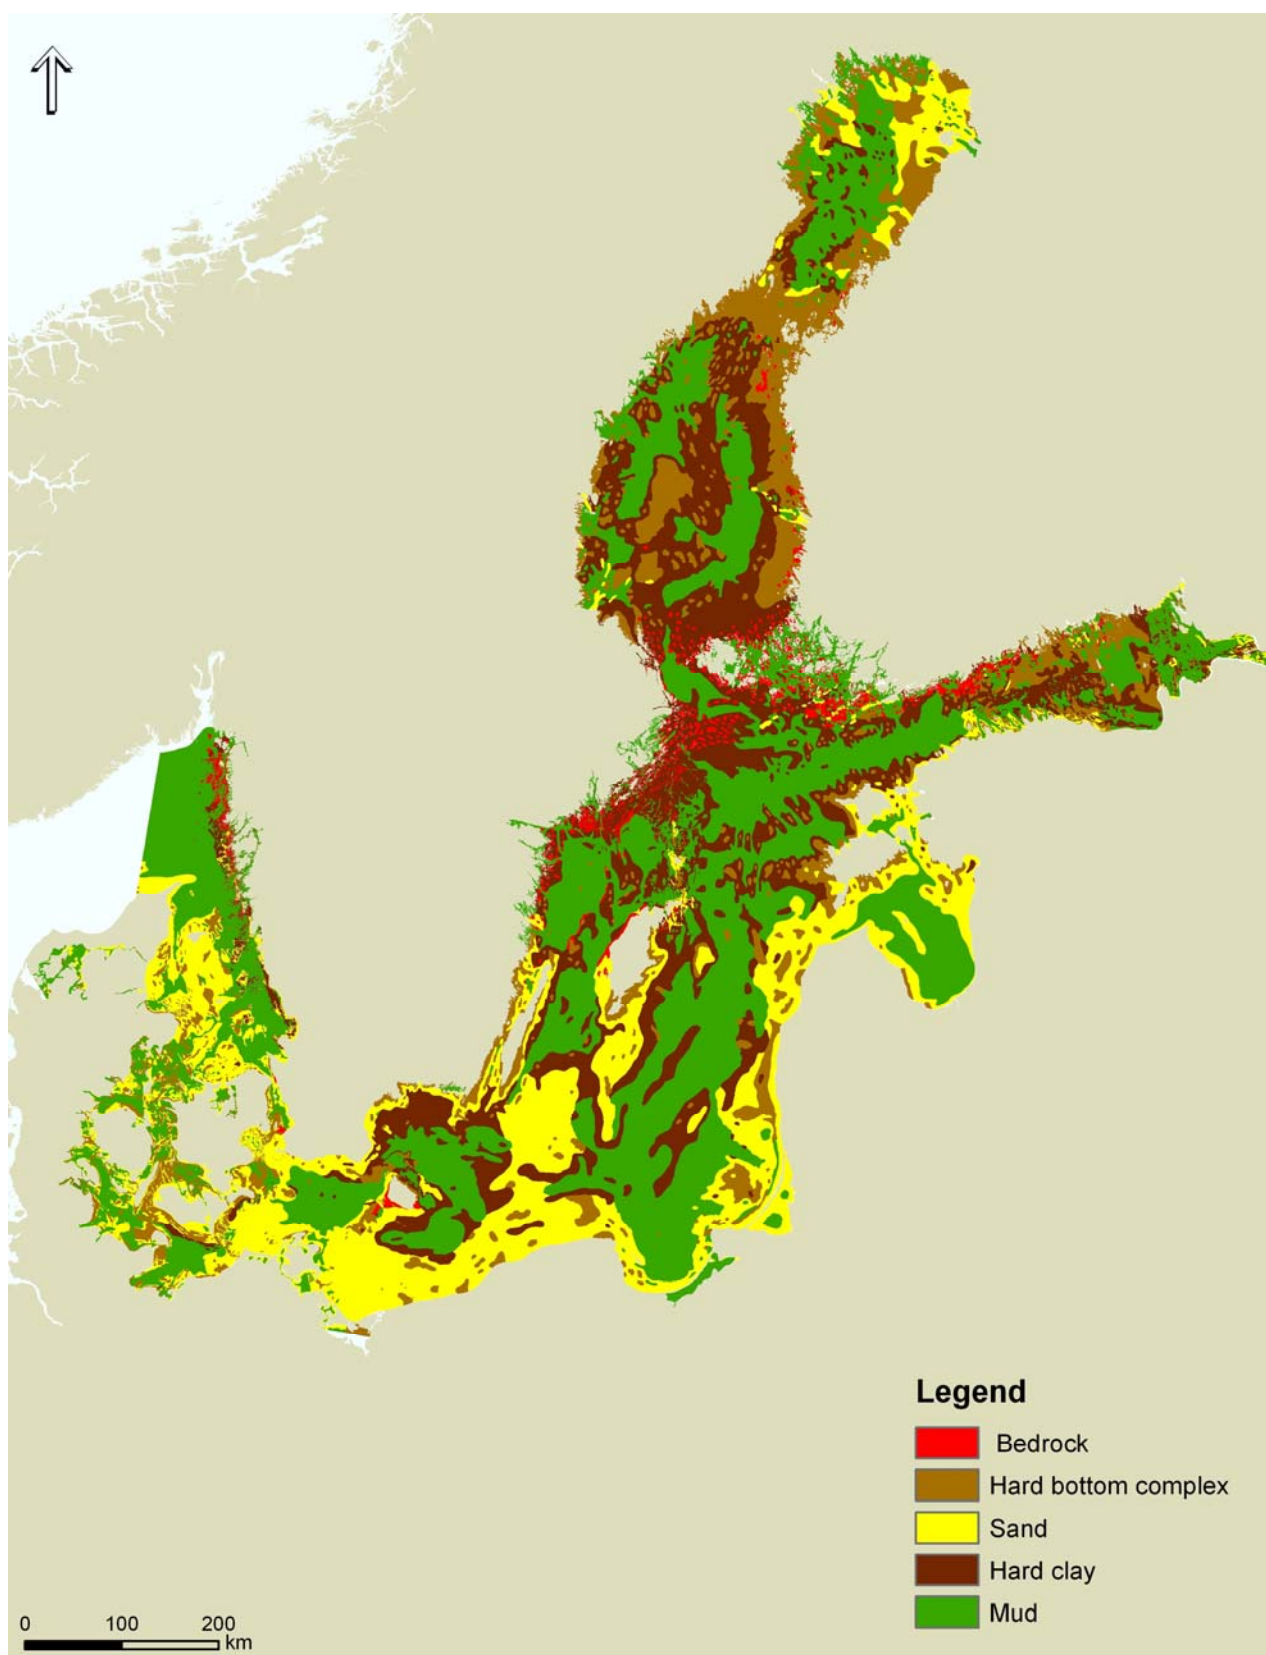 Legend
Bedrock
Hard bottom complex
Sand
Hard clay
Mud
0 100 200
km